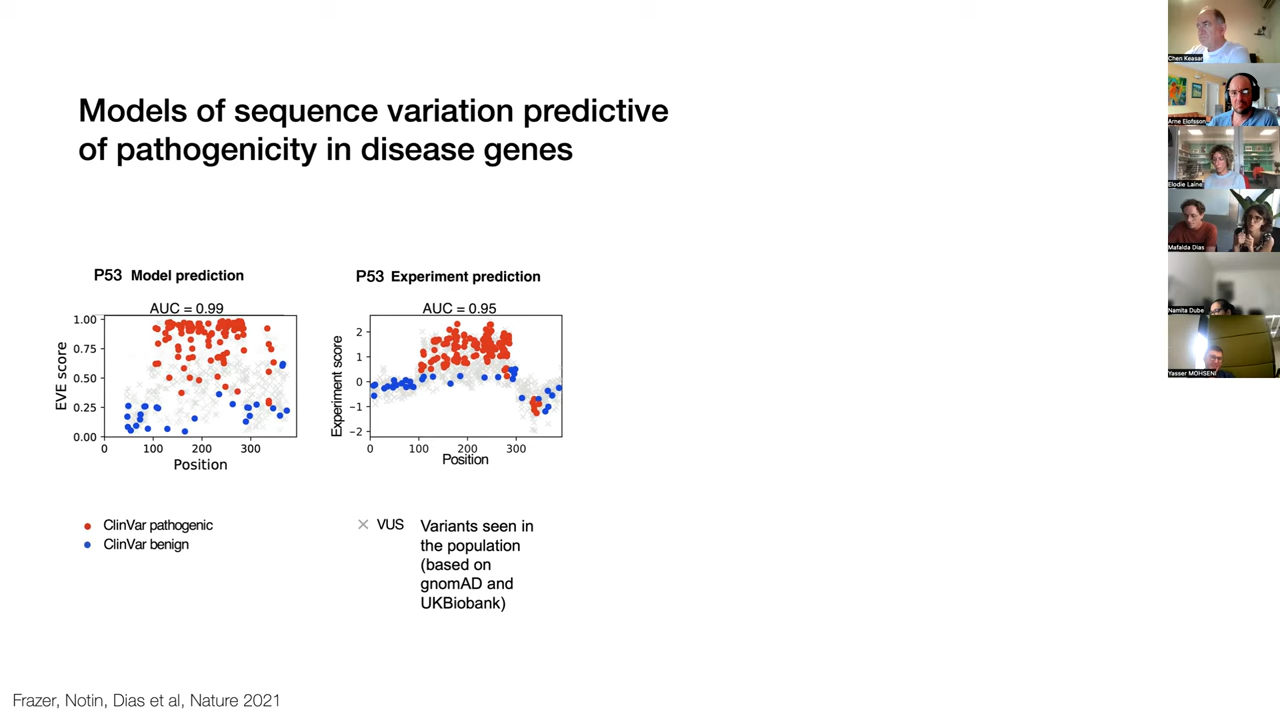 Models of sequence variation predictive
of pathogenicity in disease genes
P53 Model prediction
AUC = 0.99
EVE score
1.00
0.75
0.50
0.25
0.00
0
100
200
300
Position
P53 Experiment prediction
AUC = 0.95
Experiment score
2
1
0
−1
−2
0
100
200
300
Position
ClinVar pathogenic
ClinVar benign
VUS
Variants seen in
the population
(based on
gnomAD and
UKBiobank)
Frazer, Notin, Dias et al, Nature 2021
Chen Keasar
Arne Elofsson
Elodie Laine
Mafalda Dias
Namita Dube
Yasser MOHSENI